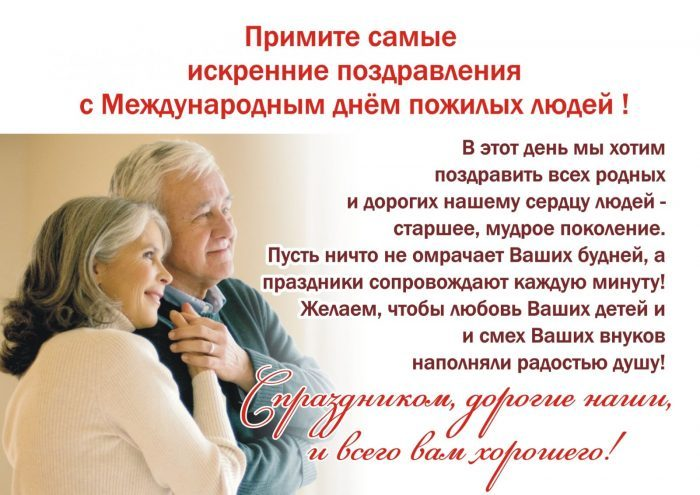 Примите самые
искренние поздравления
с Международным днём пожилых людей !
В этот день мы хотим
поздравить всех родных
и дорогих нашему сердцу людей -
старшее, мудрое поколение.
Пусть ничто не омрачает Ваших будней, а
праздники сопровождают каждую минуту!
Желаем, чтобы любовь Ваших детей и
и смех Ваших внуков
наполняли радостью душу!
С праздником, дорогие наши,
и всего вам хорошего!